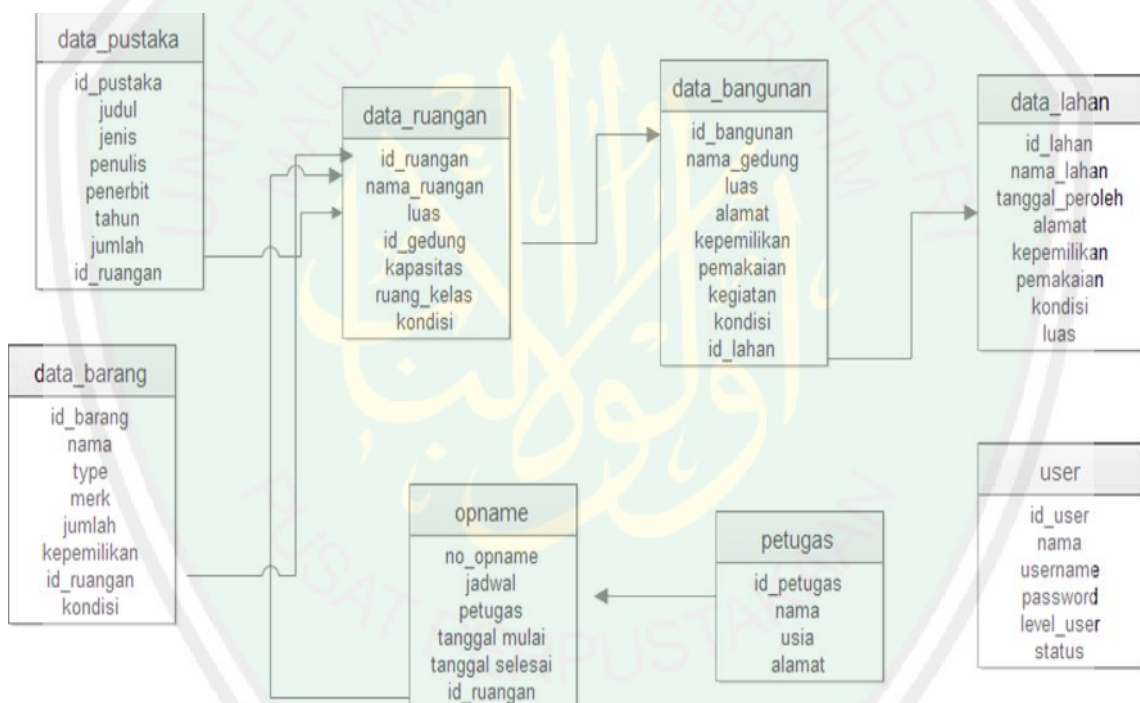 data_pustaka
id_pustaka
judul
jenis
penulis
penerbit
tahun
jumlah
id_ruangan
data_ruangan
id_ruangan
nama_ruangan
luas
id_gedung
kapasitas
ruang_kelas
kondisi
data_bangunan
id_bangunan
nama_gedung
luas
alamat
kepemilikan
pemakaian
kegiatan
kondisi
id_lahan
data_lahan
id_lahan
nama_lahan
tanggal_peroleh
alamat
kepemilikan
pemakaian
kondisi
luas
data_barang
id_barang
nama
type
merk
jumlah
kepemilikan
id_ruangan
kondisi
opname
no_opname
jadwal
petugas
tanggal mulai
tanggal selesai
id_ruangan
petugas
id_petugas
nama
usia
alamat
user
id_user
nama
username
password
level_user
status
PUSAT PERPUSTAKAAN